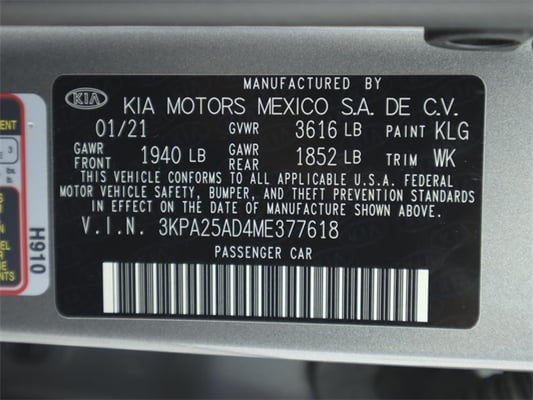 MANUFACTURED BY
KIA KIA MOTORS MEXICO S.A. DE C.V.
01/21 GVWR 3616 LB PAINT KLG
GAWR FRONT 1940 LB GAWR REAR 1852 LB TRIM WK
THIS VEHICLE CONFORMS TO ALL APPLICABLE U.S.A. FEDERAL
MOTOR VEHICLE SAFETY, BUMPER, AND THEFT PREVENTION STANDARDS
IN EFFECT ON THE DATE OF MANUFACTURE SHOWN ABOVE.
V.I.N. 3KPA25AD4ME377618
PASSENGER CAR
H910